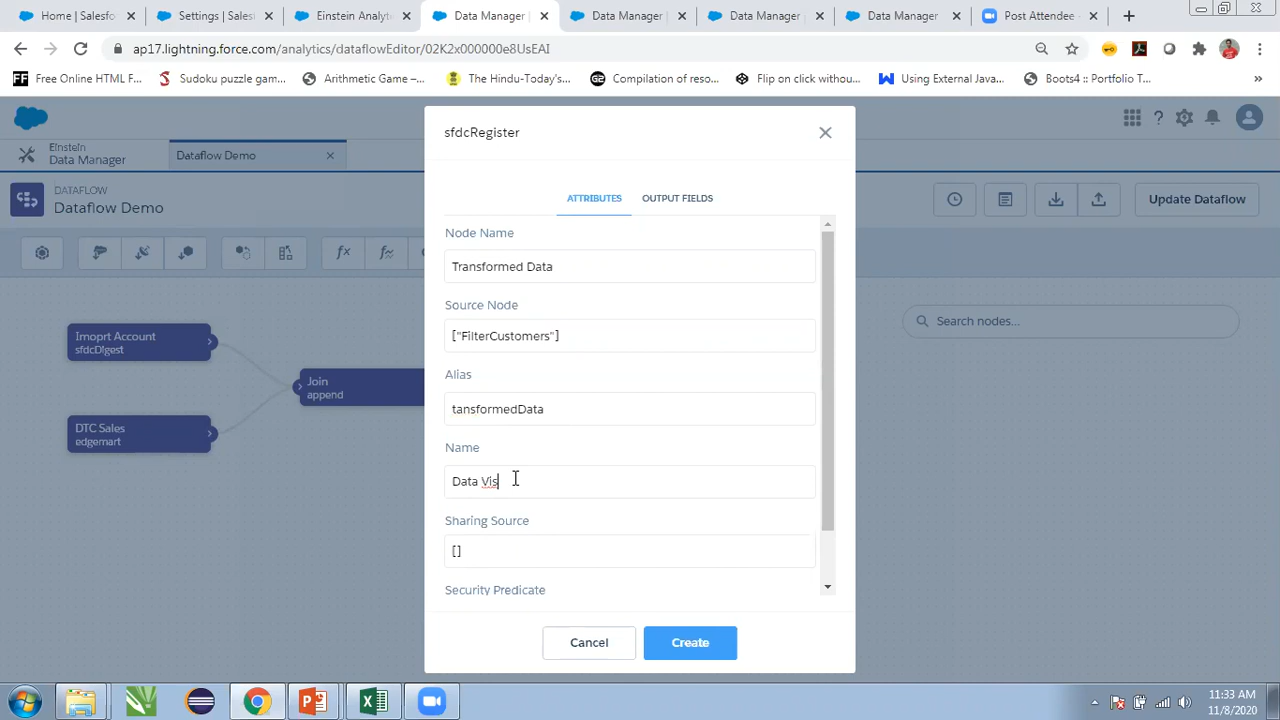 Home | Salesfo
Settings | Salesi
Einstein Analyt
Data Manager |
Data Manager
Data Manager
Data Manager
Post Attendee -
ap17.lightning.force.com/analytics/dataflowEditor/02K2x000000e8UsEAI
Free Online HTML F...
Sudoku puzzle gam...
Arithmetic Game –...
The Hindu-Today's...
Compilation of reso...
Flip on click withou...
Using External Java...
Boots4 :: Portfolio T...
»
Einstein
Data Manager
Dataflow Demo
DATAFLOW
Dataflow Demo
Update Dataflow
Search nodes...
Imoprt Account
sfdcDigest
DTC Sales
edgemart
Join
append
sfdcRegister
ATTRIBUTES
OUTPUT FIELDS
Node Name
Transformed Data
Source Node
["FilterCustomers"]
Alias
tansformedData
Name
Data Vis
Sharing Source
[]
Security Predicate
Cancel
Create
11:33 AM
11/8/2020